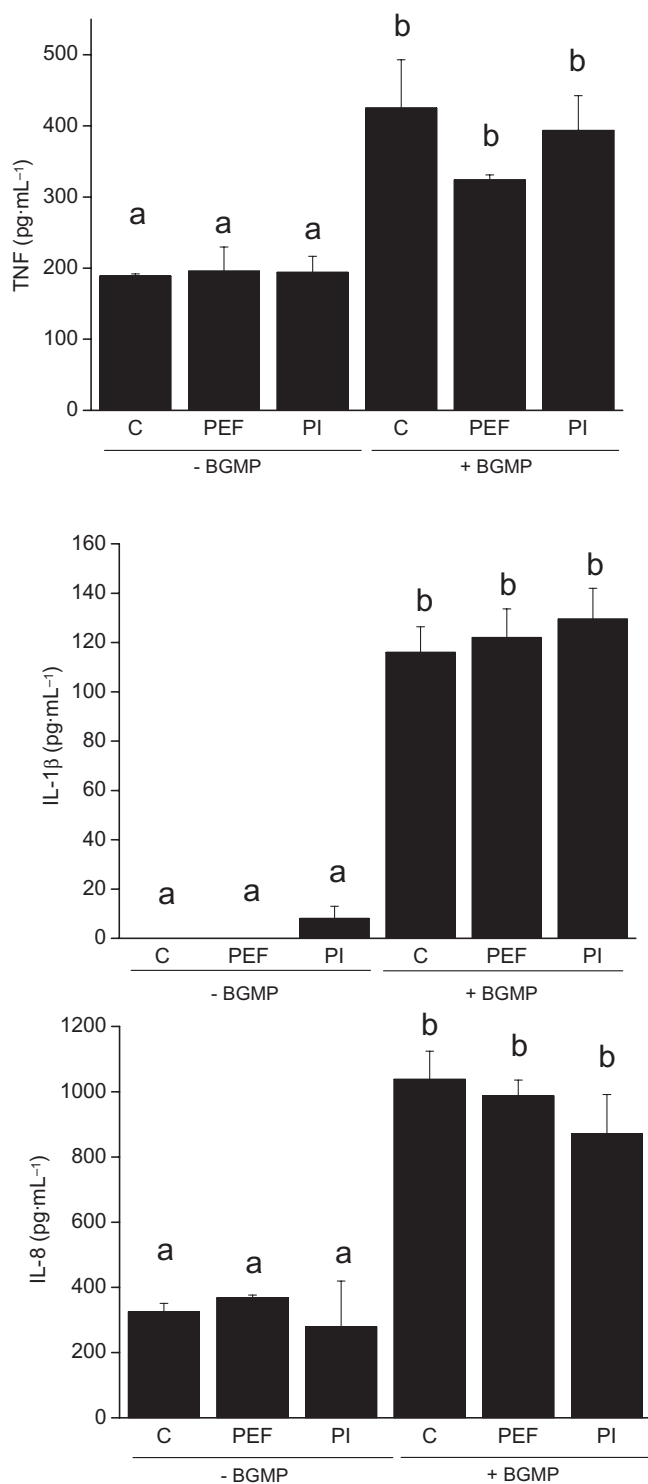 b
b
b
500
400
300
a
a
a
200
100
0
TNF (pg·mL⁻¹)
C PEF PI C PEF PI
- BGMP + BGMP
160
140
120
100
80
60
40
20
0
IL-1β (pg·mL⁻¹)
b
b
b
a
a
a
C PEF PI C PEF PI
- BGMP + BGMP
1200
1000
800
600
400
200
0
IL-8 (pg·mL⁻¹)
b
b
b
a
a
a
C PEF PI C PEF PI
- BGMP + BGMP